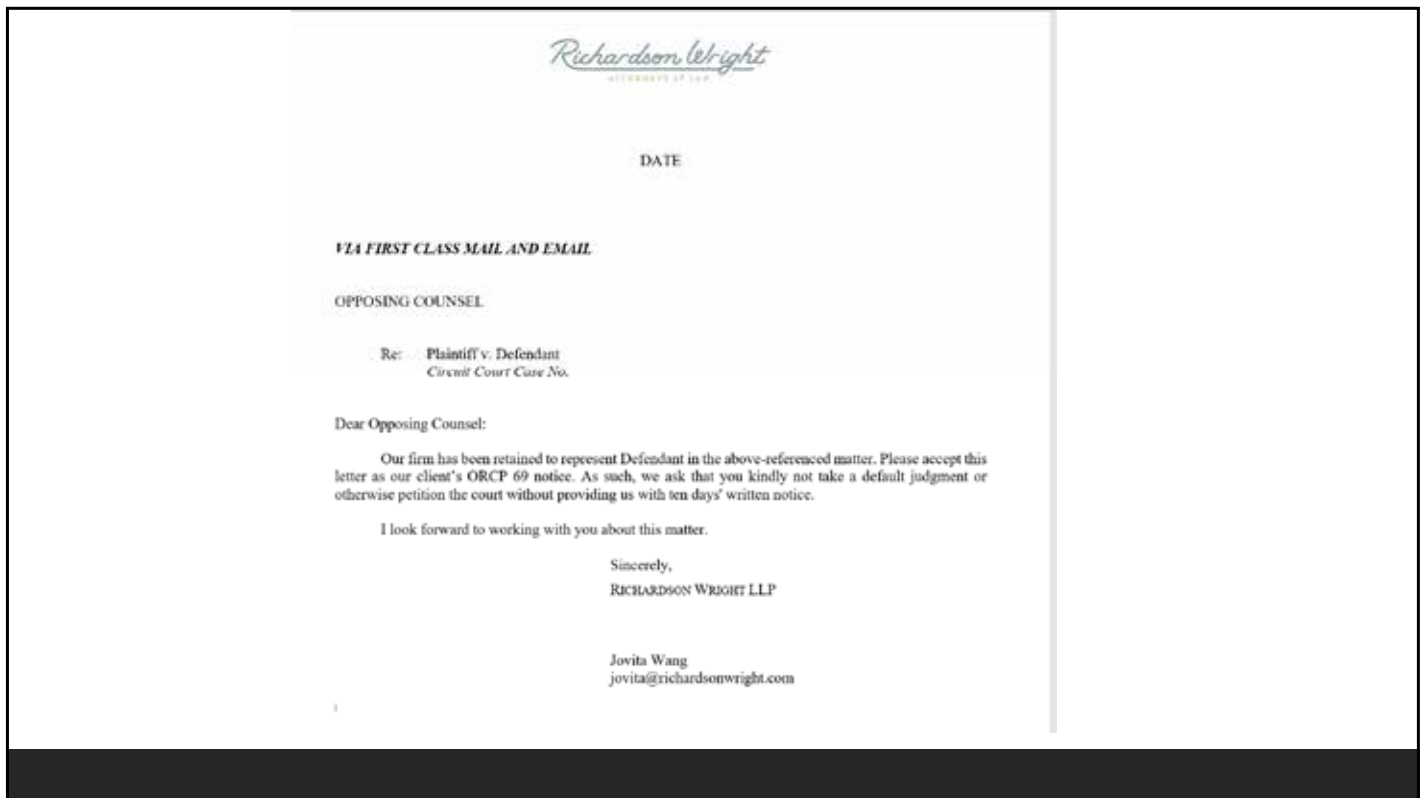 Richardson Wright
ATTORNEYS AT LAW
DATE
VIA FIRST CLASS MAIL AND EMAIL
OPPOSING COUNSEL
Re: Plaintiff v. Defendant
Circuit Court Case No.
Dear Opposing Counsel:
Our firm has been retained to represent Defendant in the above-referenced matter. Please accept this
letter as our client's ORCP 69 notice. As such, we ask that you kindly not take a default judgment or
otherwise petition the court without providing us with ten days' written notice.
I look forward to working with you about this matter.
Sincerely,
RICHARDSON WRIGHT LLP
Jovita Wang
jovita@richardsonwright.com